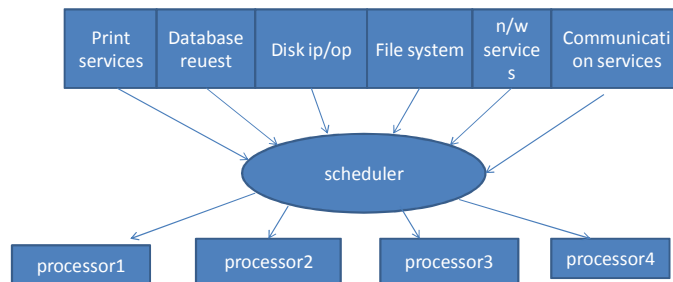 Print
services
Database
reuest
Disk ip/op
File system
n/w
service
s
Communicati
on services
scheduler
processor1
processor2
processor3
processor4